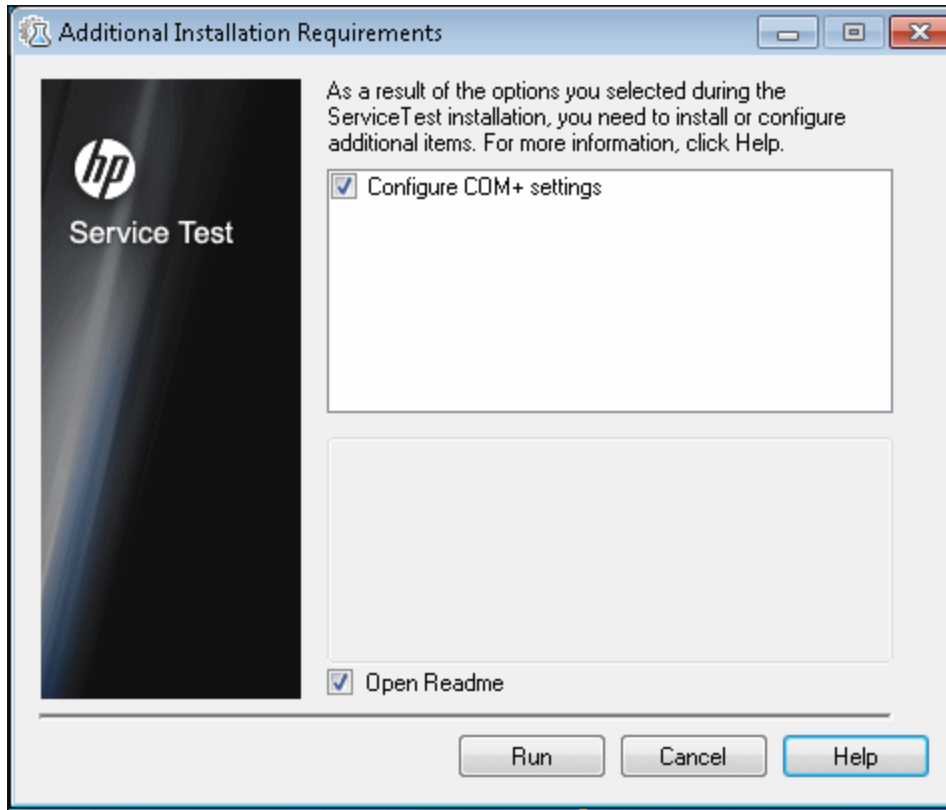 Additional Installation Requirements
hp
Service Test
As a result of the options you selected during the
ServiceTest installation, you need to install or configure
additional items. For more information, click Help.
Configure COM+ settings
Open Readme
Run
Cancel
Help